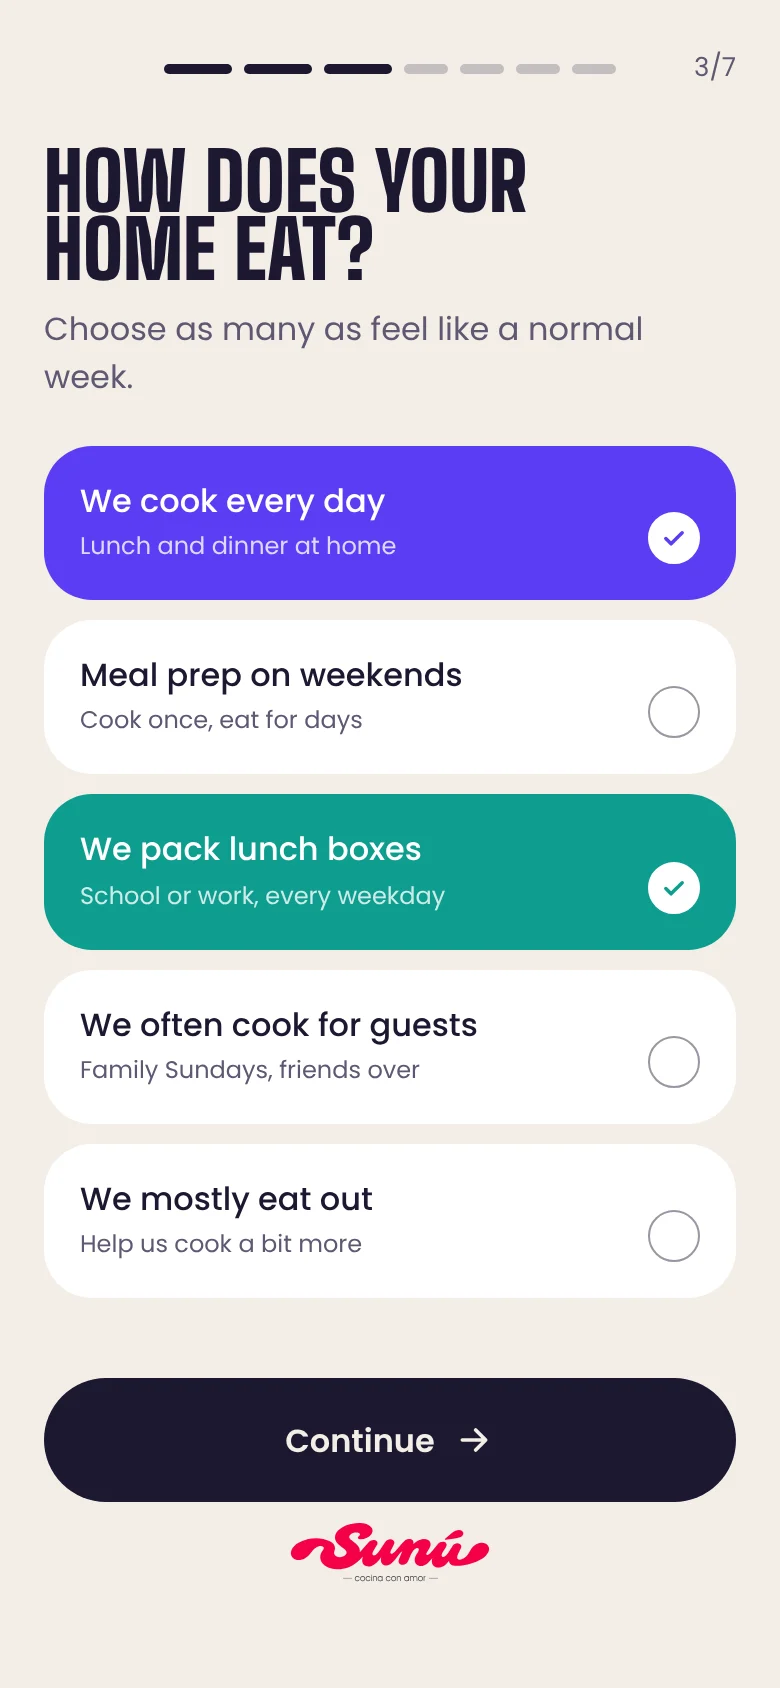 3/7
HOW DOES YOUR
HOME EAT?
Choose as many as feel like a normal
week.
We cook every day
Lunch and dinner at home
Meal prep on weekends
Cook once, eat for days
We pack lunch boxes
School or work, every weekday
We often cook for guests
Family Sundays, friends over
We mostly eat out
Help us cook a bit more
Continue →
Sunú
— cocina con amor —